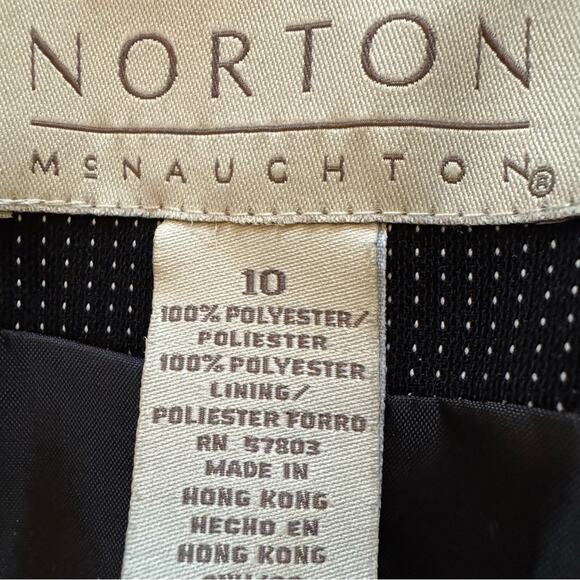 NORTON
McNAUGHTON®
10
100% POLYESTER/
POLIESTER
100% POLYESTER
LINING/
POLIESTER FORRO
RN 57803
MADE IN
HONG KONG
HECHO EN
HONG KONG